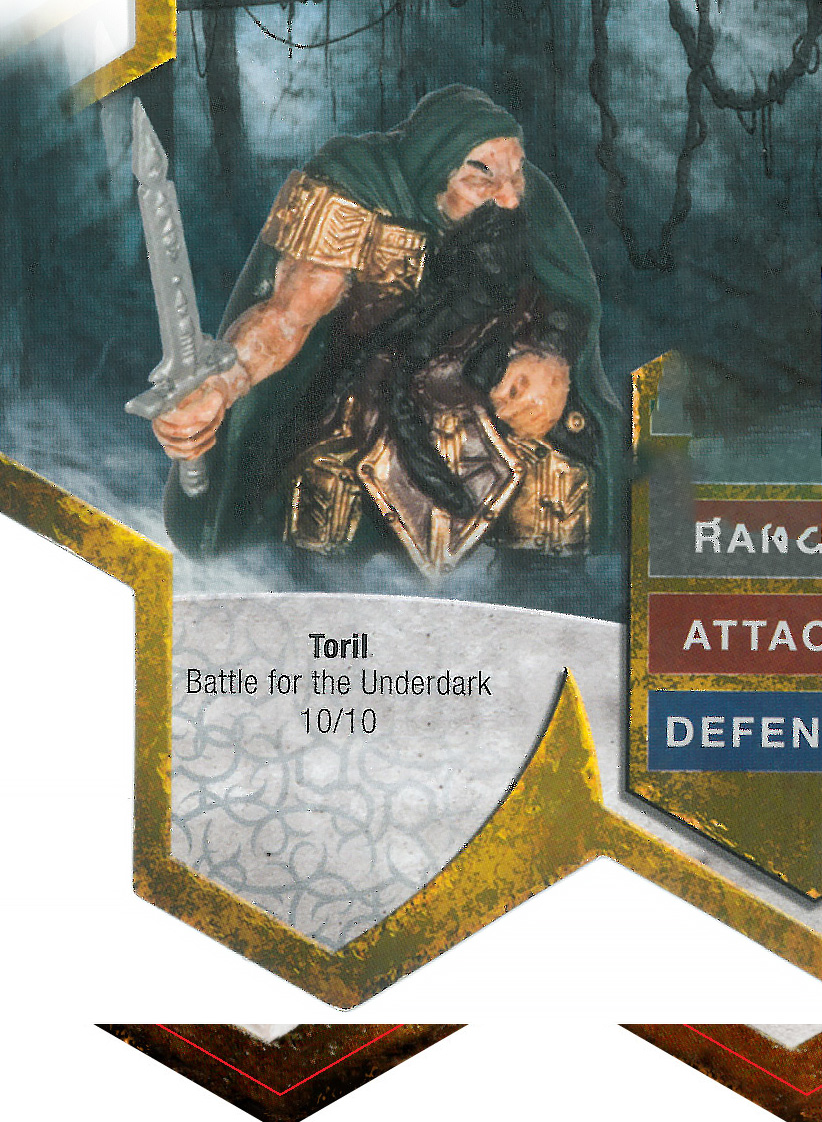 RANG
ATTAC
DEFEN
Toril
Battle for the Underdark
10/10